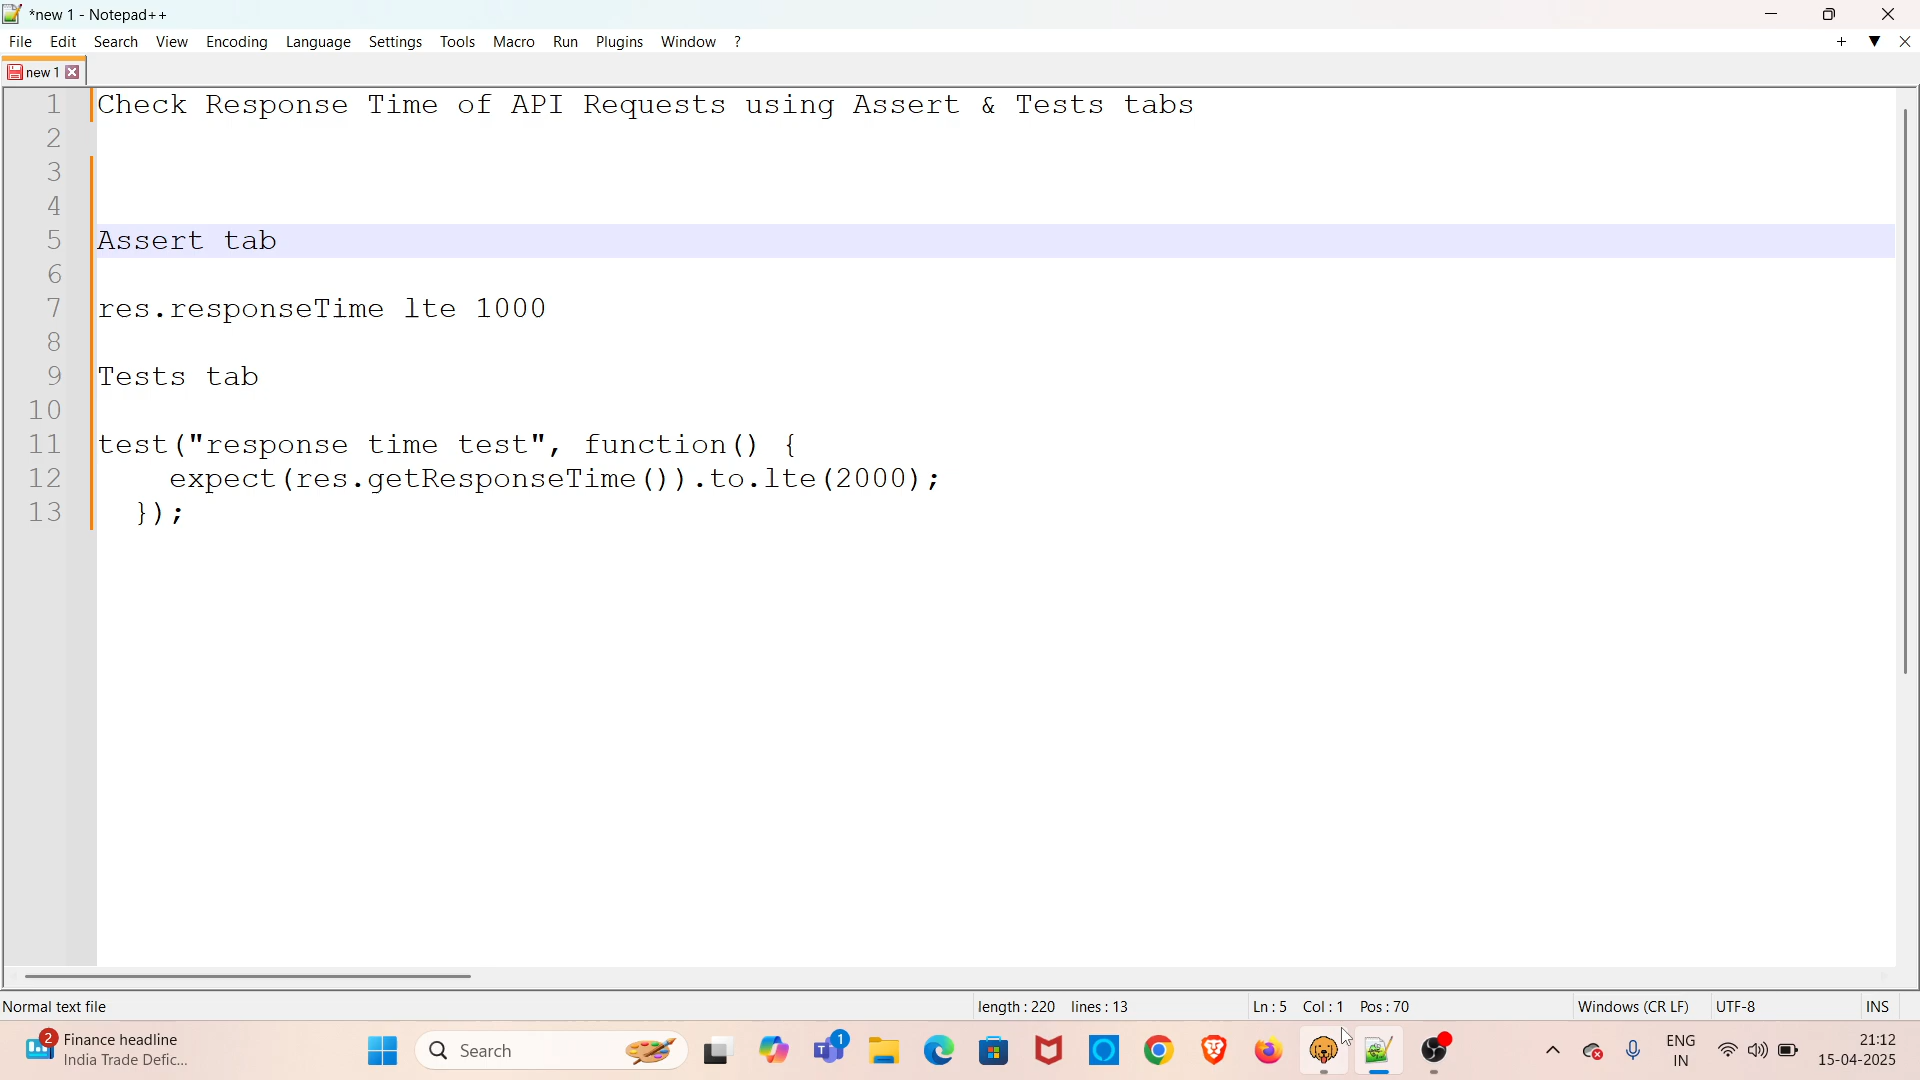 *new 1 - Notepad++
File Edit Search View Encoding Language Settings Tools Macro Run Plugins Window ?
new 1
1 Check Response Time of API Requests using Assert & Tests tabs
2
3
4
5 Assert tab
6
7 res.responseTime lte 1000
8
9 Tests tab
10
11 test("response time test", function() {
12 expect(res.getResponseTime()).to.lte(2000);
13 });
Normal text file length : 220 lines : 13 Ln : 5 Col : 1 Pos : 70 Windows (CR LF) UTF-8 INS
2 Finance headline
India Trade Defic...
Search
1
ENG
IN
21:12
15-04-2025